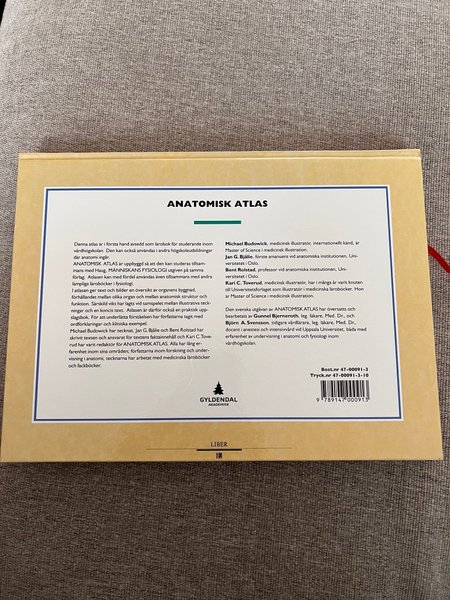 ANATOMISK ATLAS
Denna atlas är i första hand avsedd som lärobok för studerande inom
vårdhögskolan. Den kan också användas i andra högskoleutbildningar
där anatomi ingår.
ANATOMISK ATLAS är uppbyggd så att den kan studeras tillsam-
mans med Haug, MÄNNISKANS FYSIOLOGI utgiven på samma
förlag. Atlasen kan med fördel användas även tillsammans med andra
lämpliga läroböcker i fysiologi.
I atlasen ger text och bilder en översikt av organens byggnad,
förhållandet mellan olika organ och mellan anatomisk struktur och
funktion. Särskild vikt har lagts vid samspelet mellan illustrativa teck-
ningar och en koncis text. Atlasen är därför också en praktisk upp-
slagsbok. För att underlätta förståelsen har författarna tagit med
ordförklaringar och kliniska exempel.
Michael Budowick har tecknat, Jan G. Bjålie och Bent Rolstad har
skrivit texten och ansvarat för textens faktainnehåll och Kari C. Tove-
rud har varit redaktör för ANATOMISK ATLAS. Alla har lång er-
farenhet inom sina områden; författarna inom forskning och under-
visning i anatomi, tecknarna har arbetat med medicinska läroböcker
och fackböcker.
Michael Budowick, medicinsk illustratör, internationellt känd, är
Master of Science i medicinsk illustration.
Jan G. Bjålie, förste amanuens vid anatomiska institutionen, Uni-
versitetet i Oslo.
Bent Rolstad, professor vid anatomiska institutionen, Universitetet
i Oslo.
Kari C. Toverud, medicinsk illustratör, har i många år varit knuten
till Universitetsforlaget som illustratör i medicinska läroböcker. Hon
är Master of Science i medicinsk illustration.
Den svenska utgåvan av ANATOMISK ATLAS har översatts och
bearbetats av Gunnel Bjerneroth, leg. läkare, Med. Dr., och
Björn A. Svensson, tidigare vårdlärare, leg. läkare, Med. Dr.,
docent i anestesi och intensivvård vid Uppsala Universitet, båda med
erfarenhet av undervisning i anatomi och fysiologi inom vårdhög-
skolan.
GYLDENDAL
AKADEMISK
Best.nr 47-00091-3
Tryck.nr 47-00091-3-10
9 789147 000913
LIBER